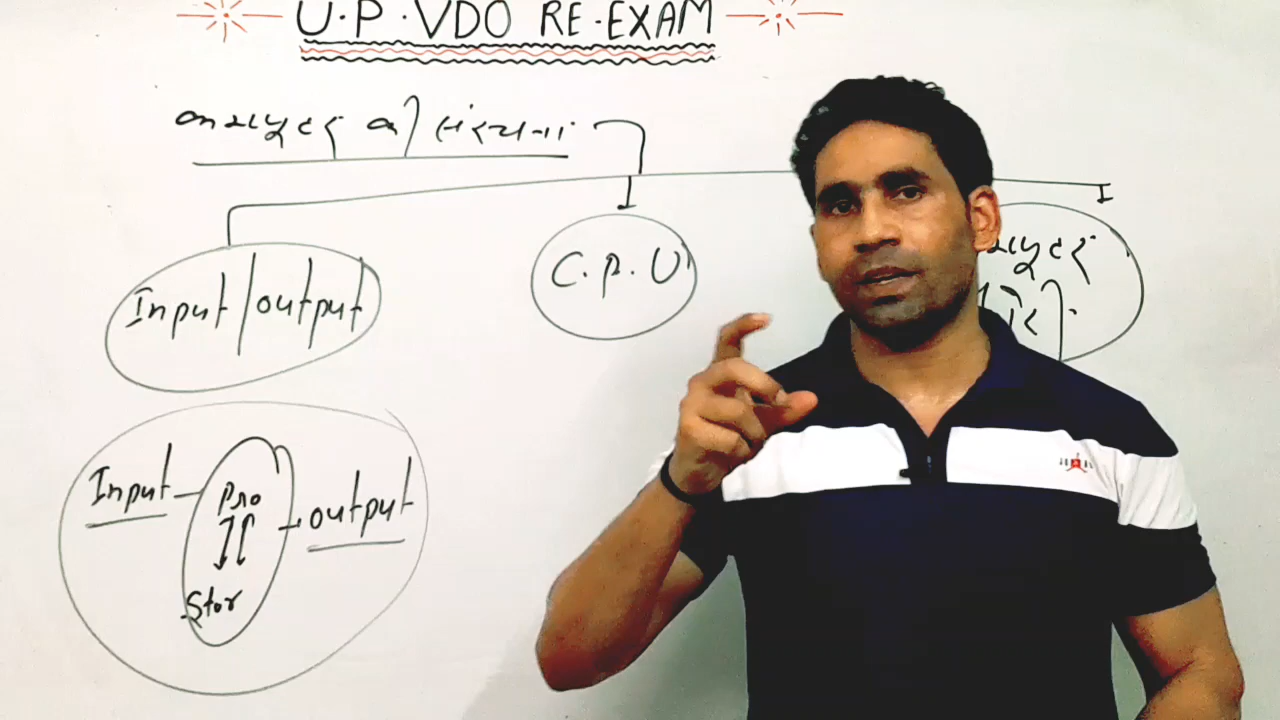 U.P.VDO RE-EXAM
कम्प्यूटर की संरचना
Input/output
C.P.U
Input
Pro
output
Stor